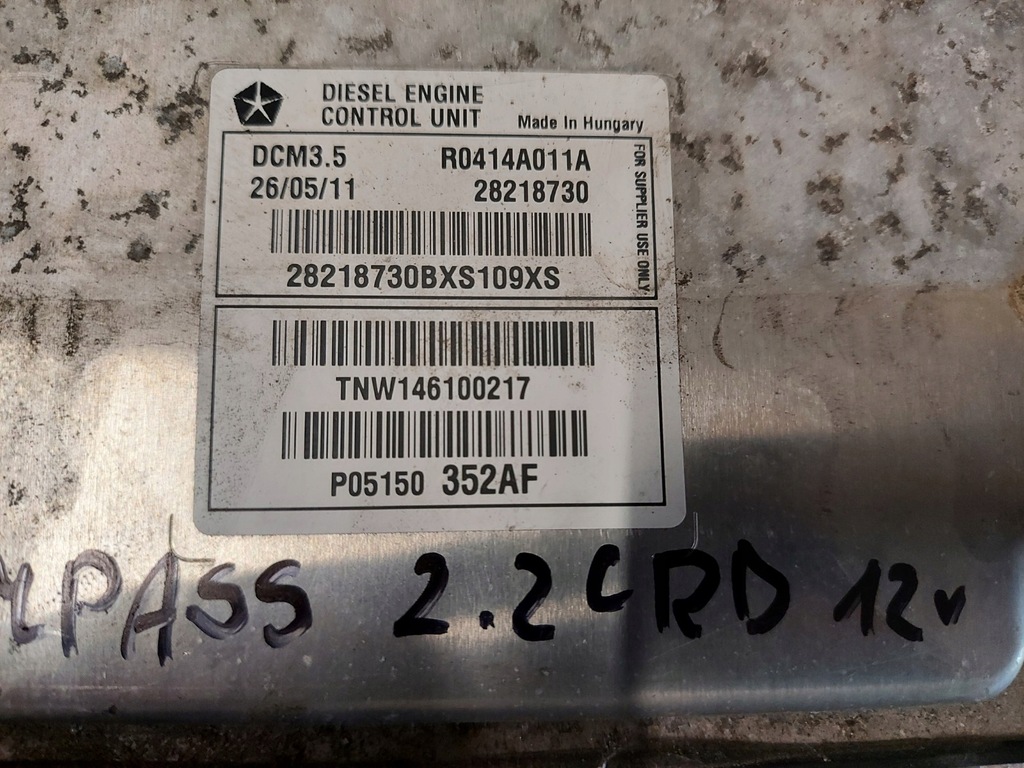 DIESEL ENGINE
CONTROL UNIT Made In Hungary
DCM3.5 R0414A011A
26/05/11 28218730
28218730BXS109XS
FOR SUPPLIER USE ONLY
TNW146100217
P05150 352AF
MPASS 2.2 CRD 12v